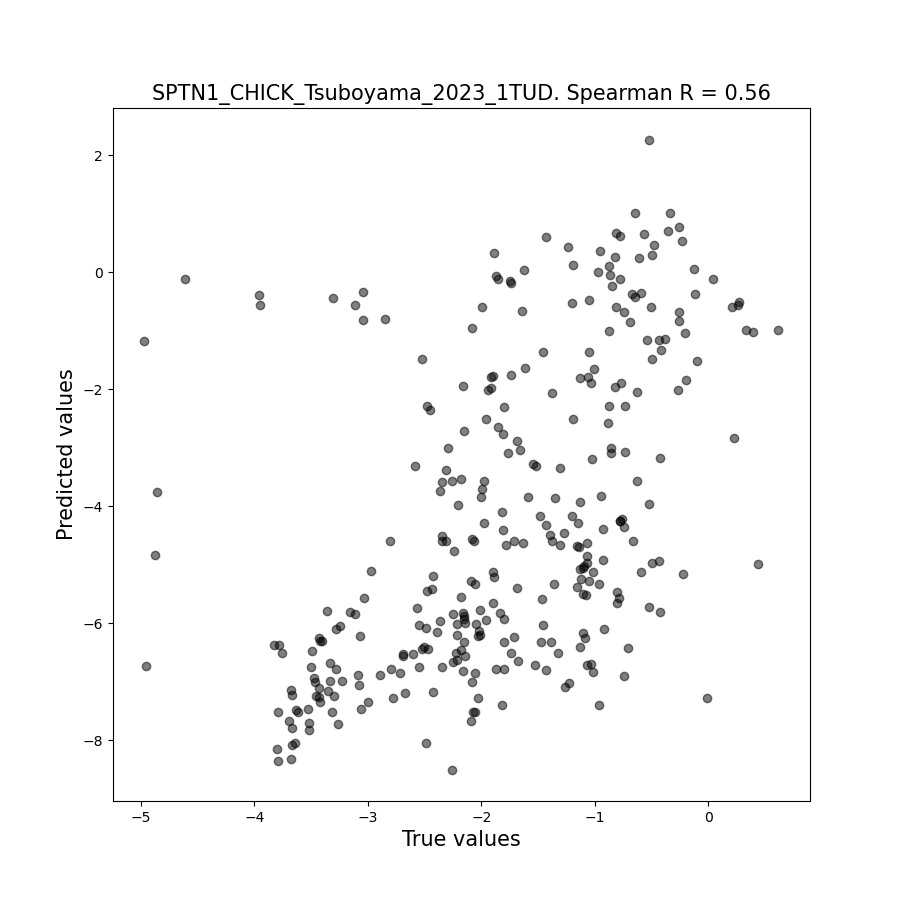 SPTN1_CHICK_Tsuboyama_2023_1TUD. Spearman R = 0.56
2
0
−2
−4
−6
−8
Predicted values
−5 −4 −3 −2 −1 0
True values